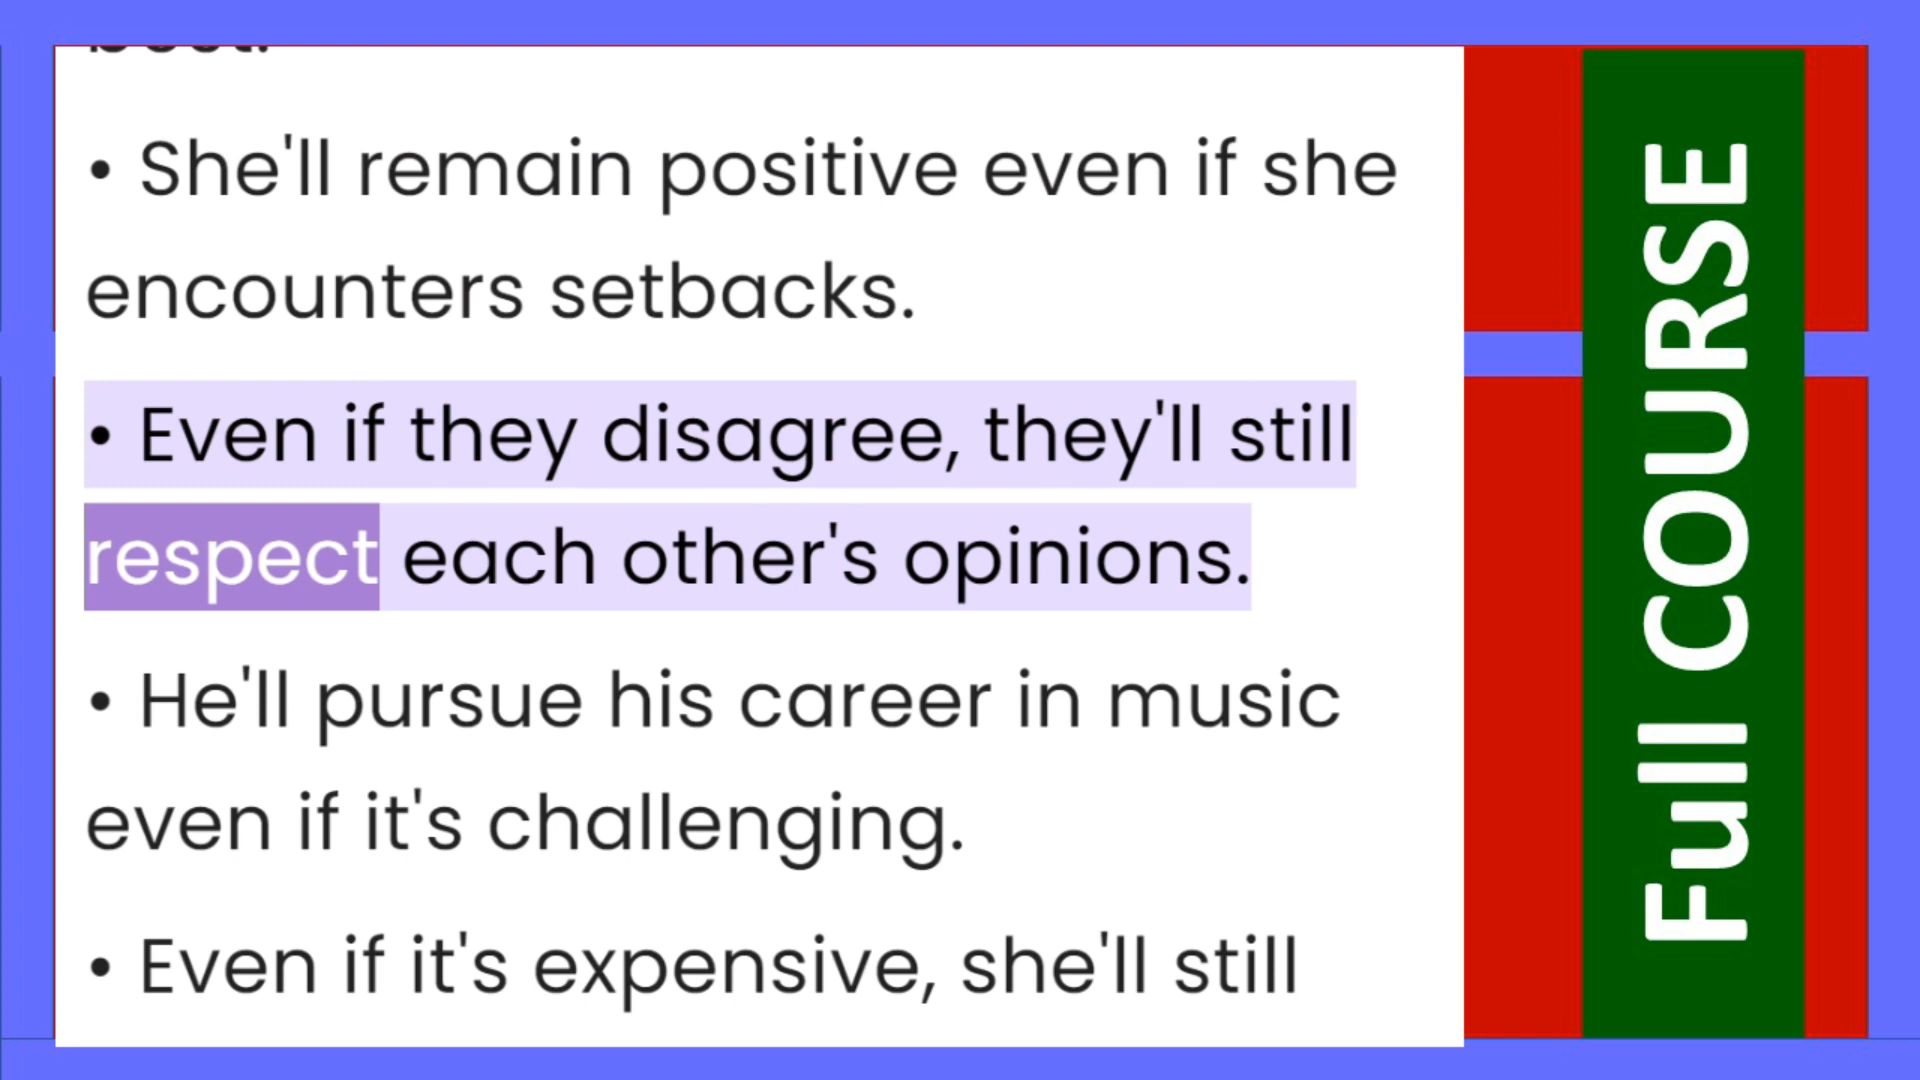 • She'll remain positive even if she
encounters setbacks.
• Even if they disagree, they'll still
respect each other's opinions.
• He'll pursue his career in music
even if it's challenging.
• Even if it's expensive, she'll still
Full COURSE